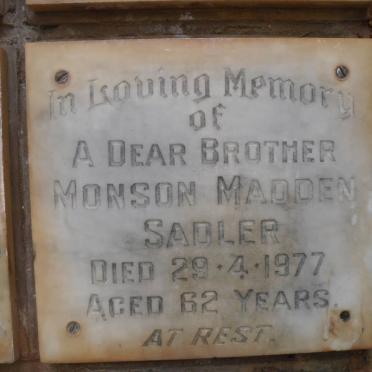 In Loving Memory
of
A DEAR BROTHER
MONSON MADDEN
SADLER
DIED 29·4·1977
AGED 62 YEARS.
AT REST.